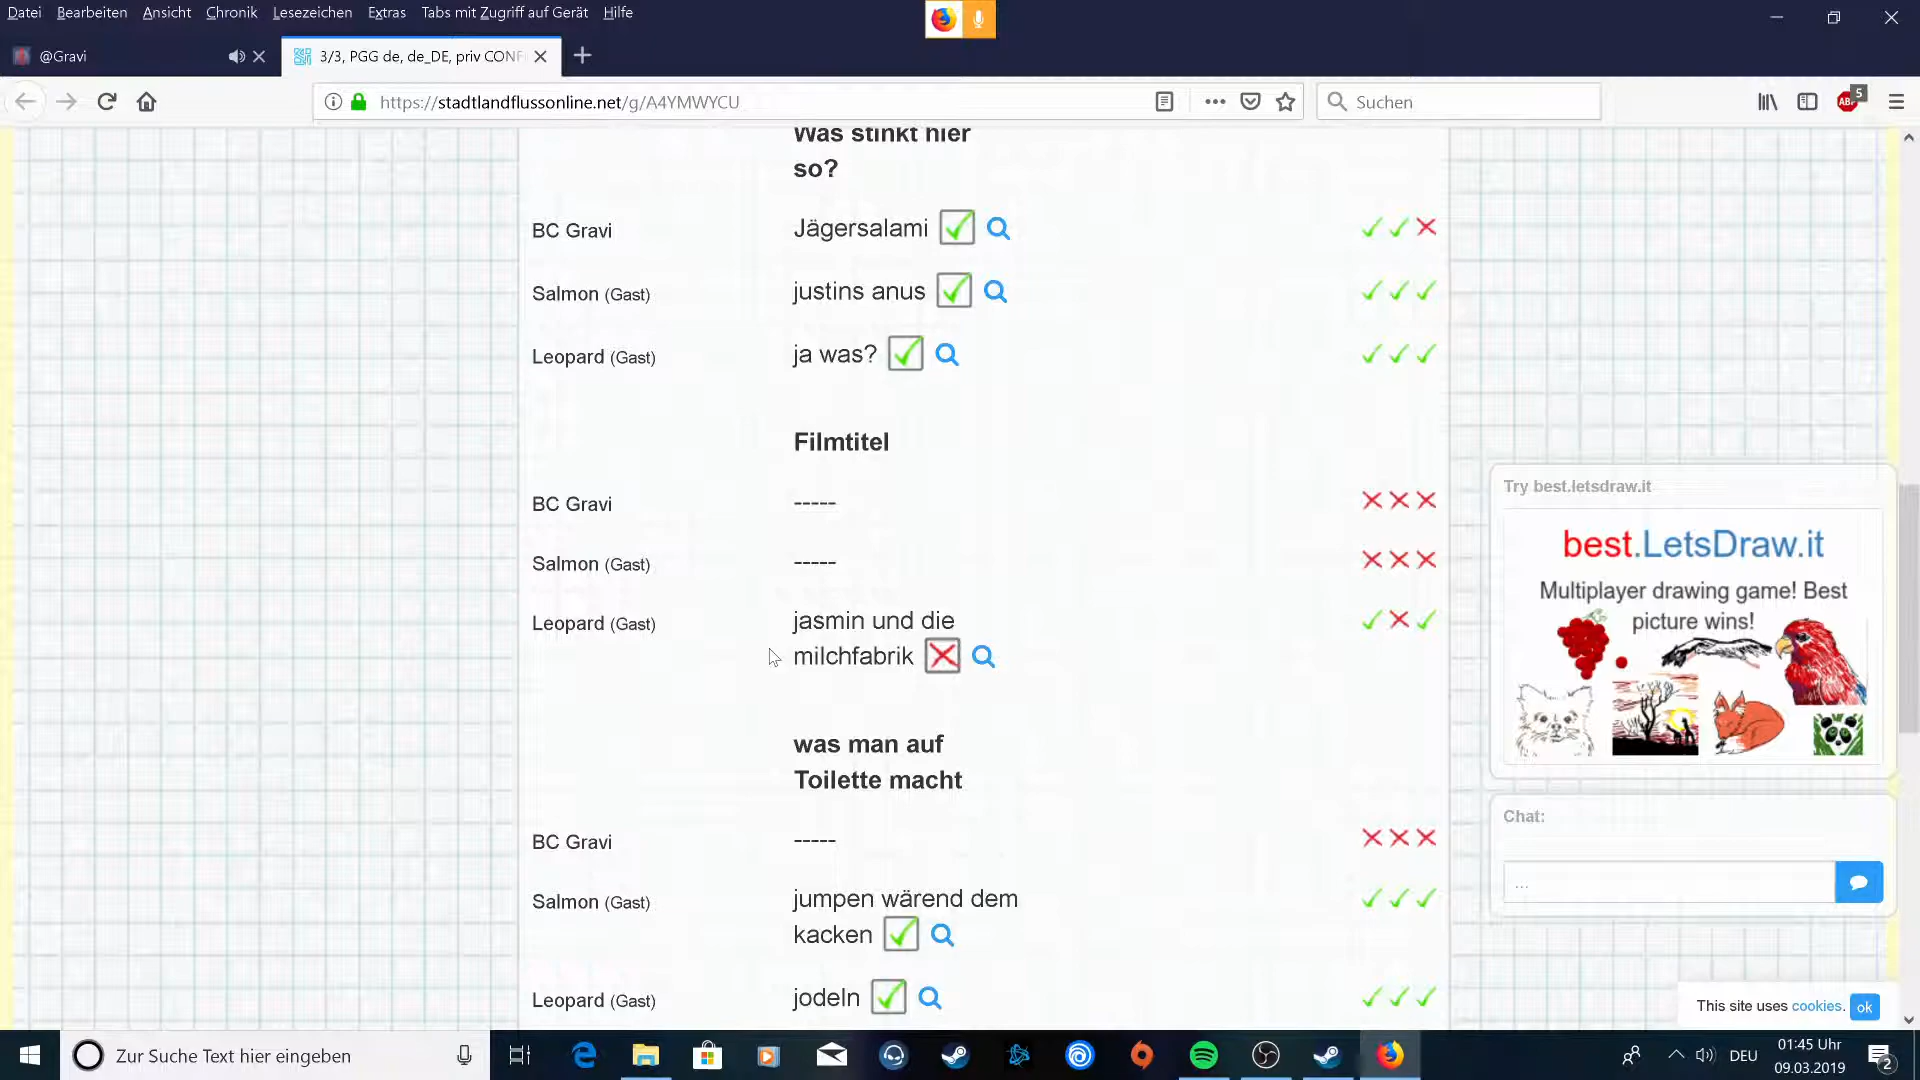 Datei Bearbeiten Ansicht Chronik Lesezeichen Extras Tabs mit Zugriff auf Gerät Hilfe
@Gravi 3/3, PGG de, de_DE, priv CONF
https://stadtlandflussonline.net/g/A4YMWYCU Suchen ABP 5
Was stinkt hier
so?
BC Gravi Jägersalami
Salmon (Gast) justins anus
Leopard (Gast) ja was?
Filmtitel
BC Gravi -----
Salmon (Gast) -----
Leopard (Gast) jasmin und die
milchfabrik
was man auf
Toilette macht
BC Gravi -----
Salmon (Gast) jumpen wärend dem
kacken
Leopard (Gast) jodeln
Try best.letsdraw.it
best.LetsDraw.it
Multiplayer drawing game! Best
picture wins!
Chat:
...
This site uses cookies. ok
Zur Suche Text hier eingeben
DEU
01:45 Uhr
09.03.2019
2